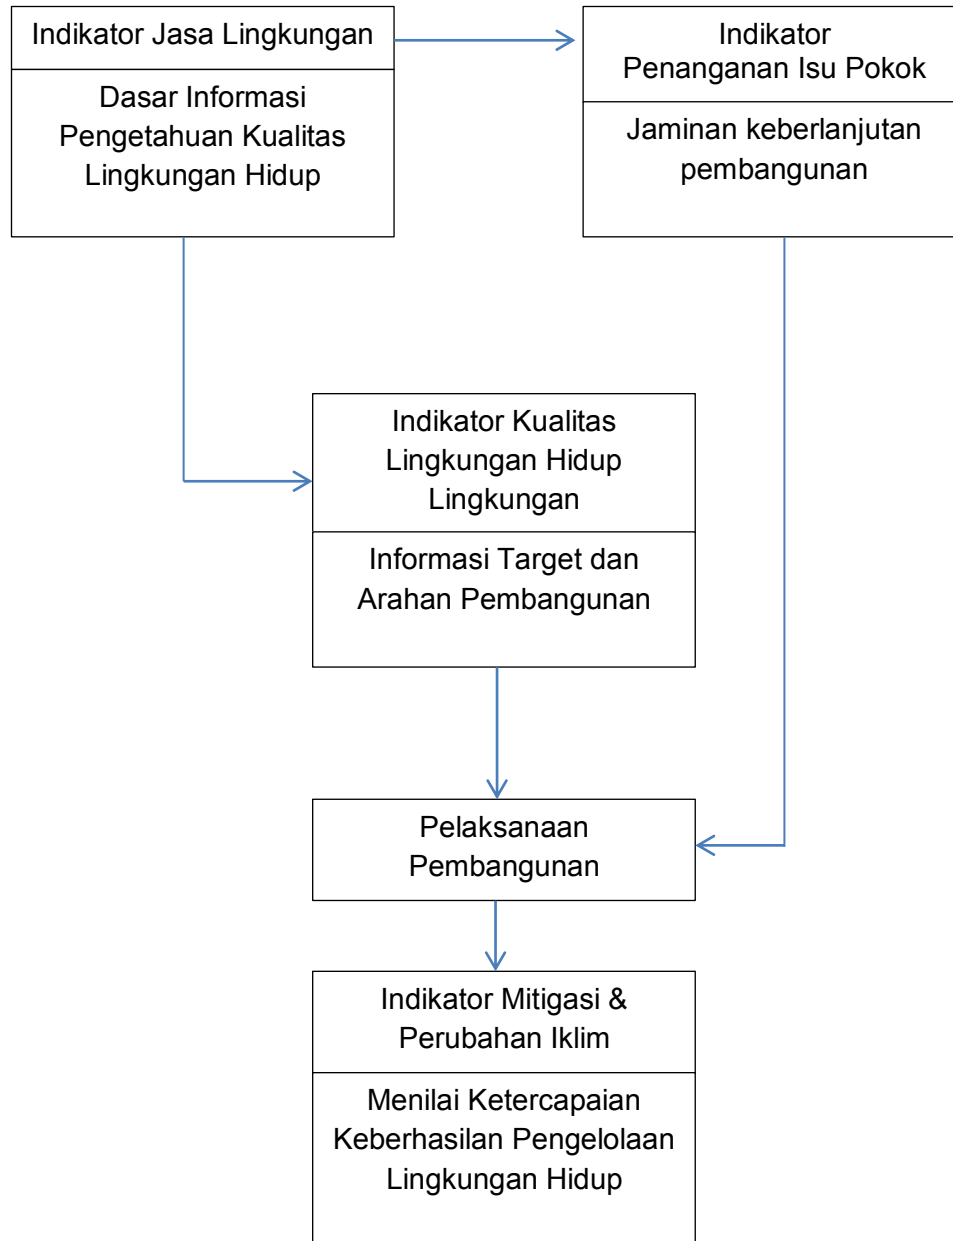 Indikator Jasa Lingkungan
Dasar Informasi
Pengetahuan Kualitas
Lingkungan Hidup
Indikator
Penanganan Isu Pokok
Jaminan keberlanjutan
pembangunan
Indikator Kualitas
Lingkungan Hidup
Lingkungan
Informasi Target dan
Arahan Pembangunan
Pelaksanaan
Pembangunan
Indikator Mitigasi &
Perubahan Iklim
Menilai Ketercapaian
Keberhasilan Pengelolaan
Lingkungan Hidup